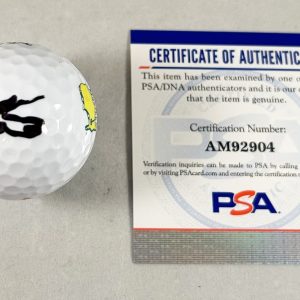 CERTIFICATE OF AUTHENTIC
This item has been examined by one o
PSA/DNA authenticators and it is our
that the item is genuine.
Certification Number:
AM92904
Verification inquiries can be made to PSA by calling
or by visiting PSAcard.com and entering the certification
PSA